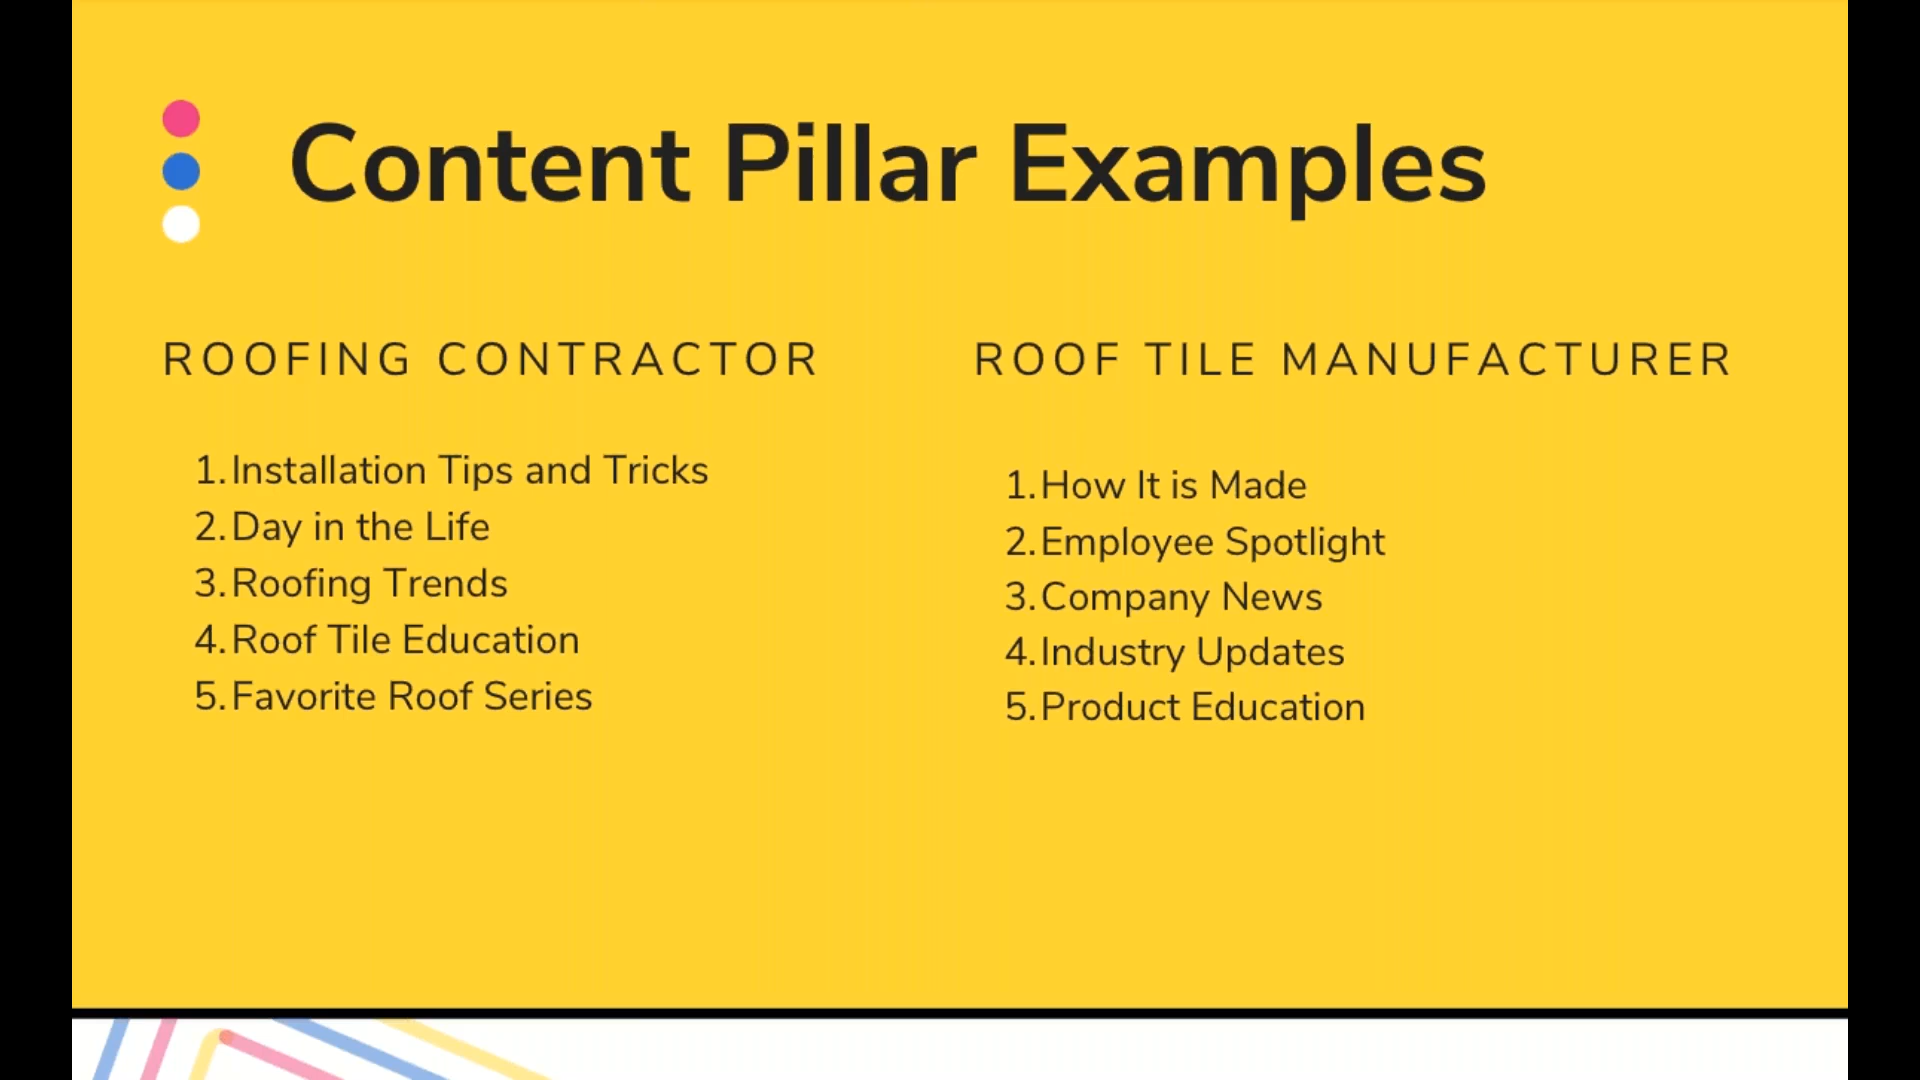 Content Pillar Examples
ROOFING CONTRACTOR
1. Installation Tips and Tricks
2. Day in the Life
3. Roofing Trends
4. Roof Tile Education
5. Favorite Roof Series
ROOF TILE MANUFACTURER
1. How It is Made
2. Employee Spotlight
3. Company News
4. Industry Updates
5. Product Education